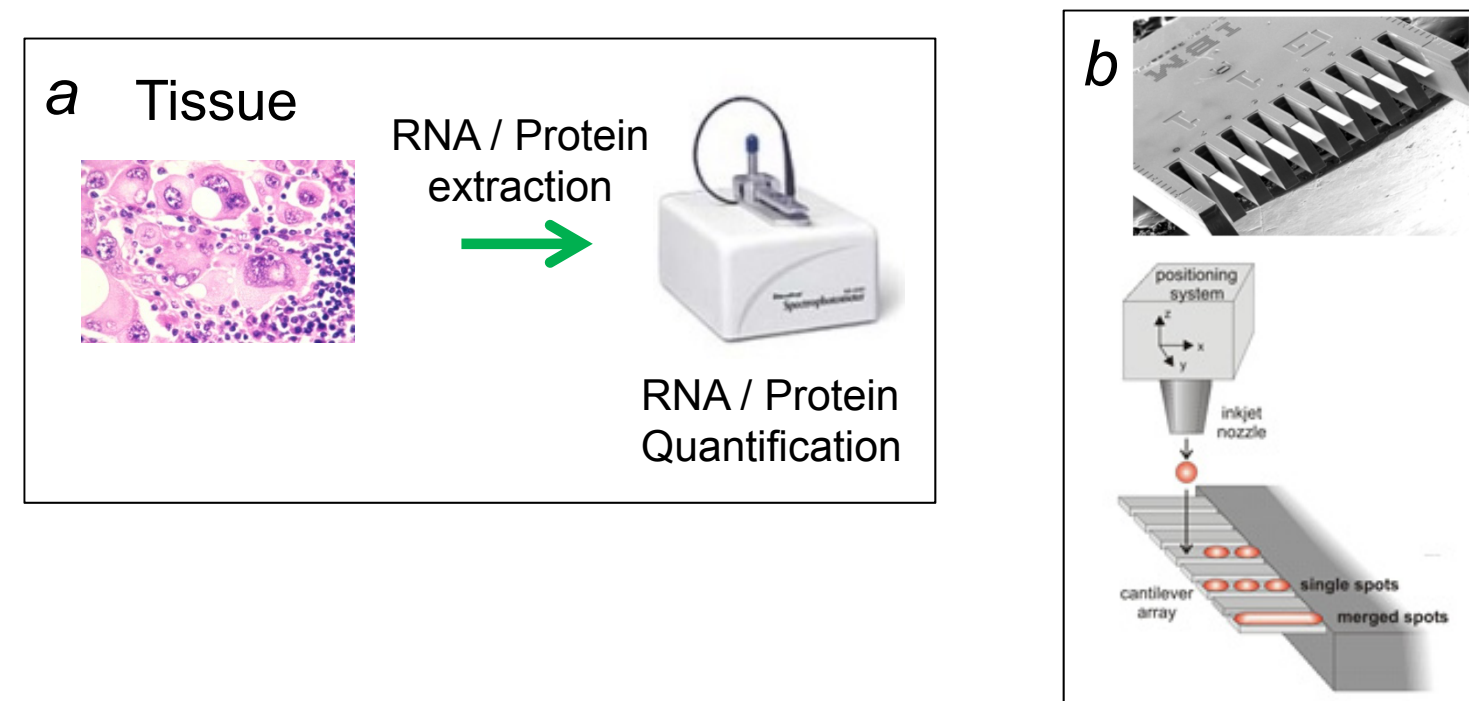 a Tissue
RNA / Protein
extraction
RNA / Protein
Quantification
b
IBM
positioning
system
z
x
y
inkjet
nozzle
cantilever
array
single spots
merged spots